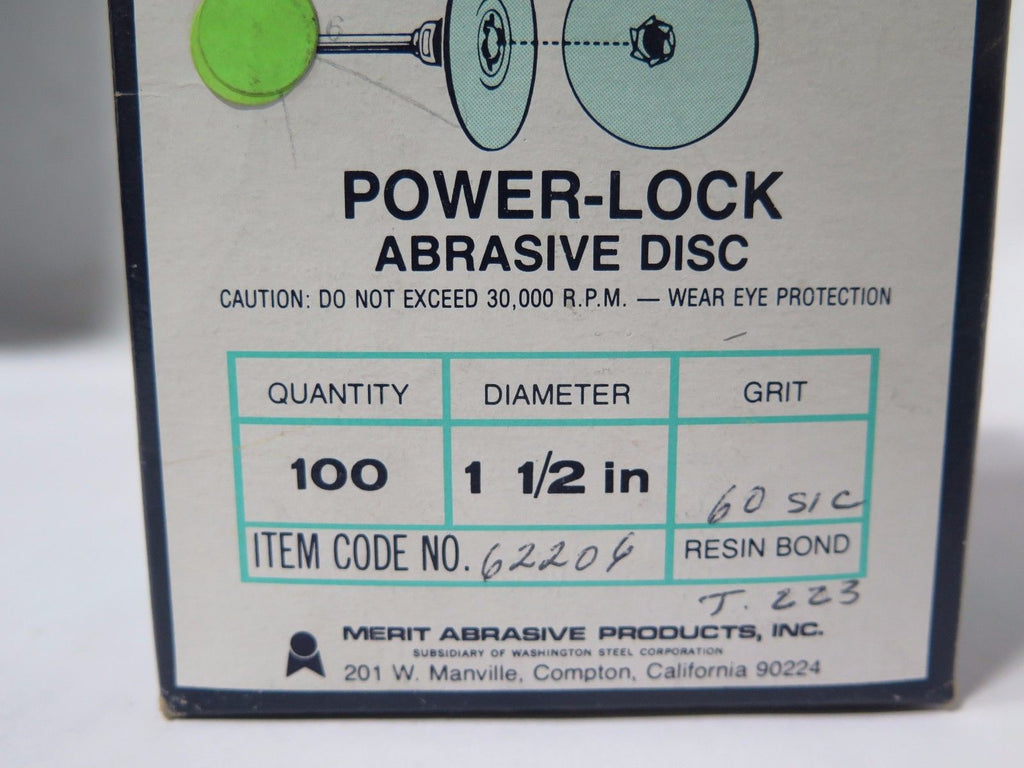 6
POWER-LOCK
ABRASIVE DISC
CAUTION: DO NOT EXCEED 30,000 R.P.M. — WEAR EYE PROTECTION
QUANTITY DIAMETER GRIT
100 1 1/2 in 60 SIC
ITEM CODE NO. 62206 RESIN BOND
T. 223
MERIT ABRASIVE PRODUCTS, INC.
SUBSIDIARY OF WASHINGTON STEEL CORPORATION
201 W. Manville, Compton, California 90224